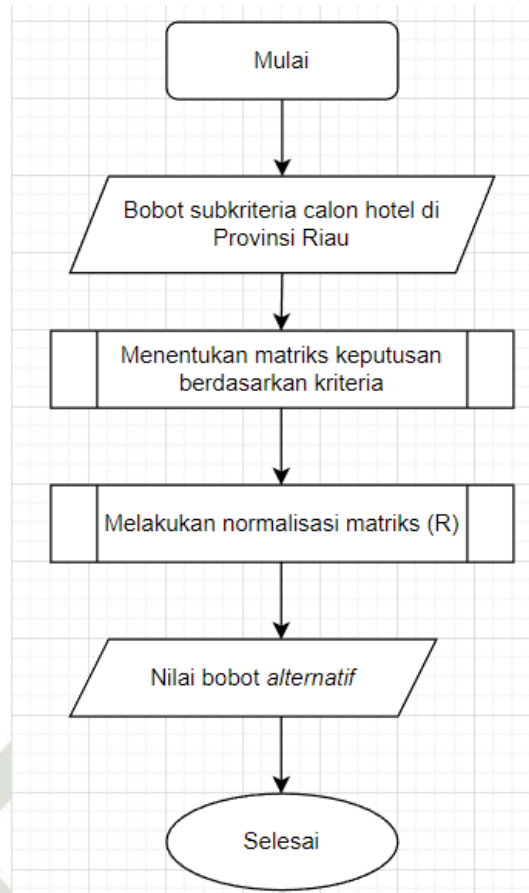 Mulai
Bobot subkriteria calon hotel di
Provinsi Riau
Menentukan matriks keputusan
berdasarkan kriteria
Melakukan normalisasi matriks (R)
Nilai bobot alternatif
Selesai